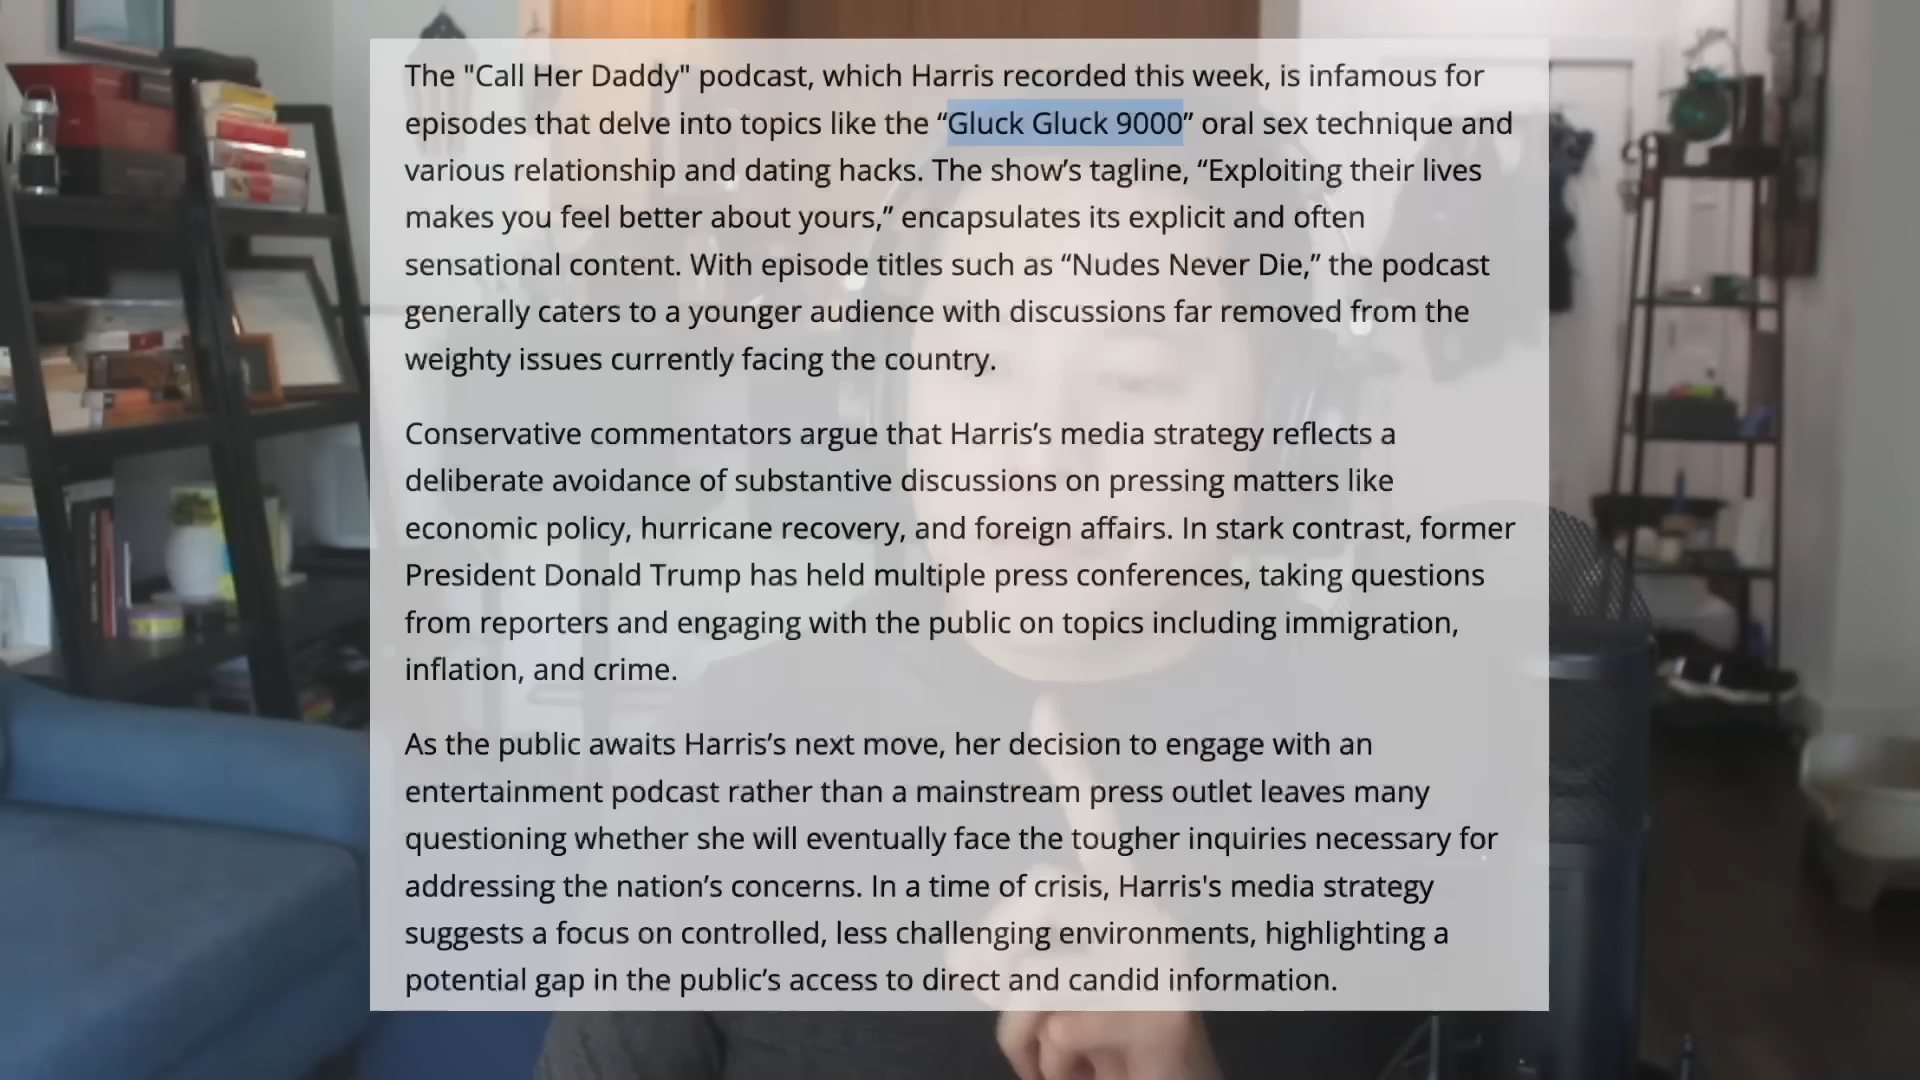 The "Call Her Daddy" podcast, which Harris recorded this week, is infamous for
episodes that delve into topics like the “Gluck Gluck 9000” oral sex technique and
various relationship and dating hacks. The show’s tagline, “Exploiting their lives
makes you feel better about yours,” encapsulates its explicit and often
sensational content. With episode titles such as “Nudes Never Die,” the podcast
generally caters to a younger audience with discussions far removed from the
weighty issues currently facing the country.
Conservative commentators argue that Harris’s media strategy reflects a
deliberate avoidance of substantive discussions on pressing matters like
economic policy, hurricane recovery, and foreign affairs. In stark contrast, former
President Donald Trump has held multiple press conferences, taking questions
from reporters and engaging with the public on topics including immigration,
inflation, and crime.
As the public awaits Harris’s next move, her decision to engage with an
entertainment podcast rather than a mainstream press outlet leaves many
questioning whether she will eventually face the tougher inquiries necessary for
addressing the nation’s concerns. In a time of crisis, Harris's media strategy
suggests a focus on controlled, less challenging environments, highlighting a
potential gap in the public’s access to direct and candid information.